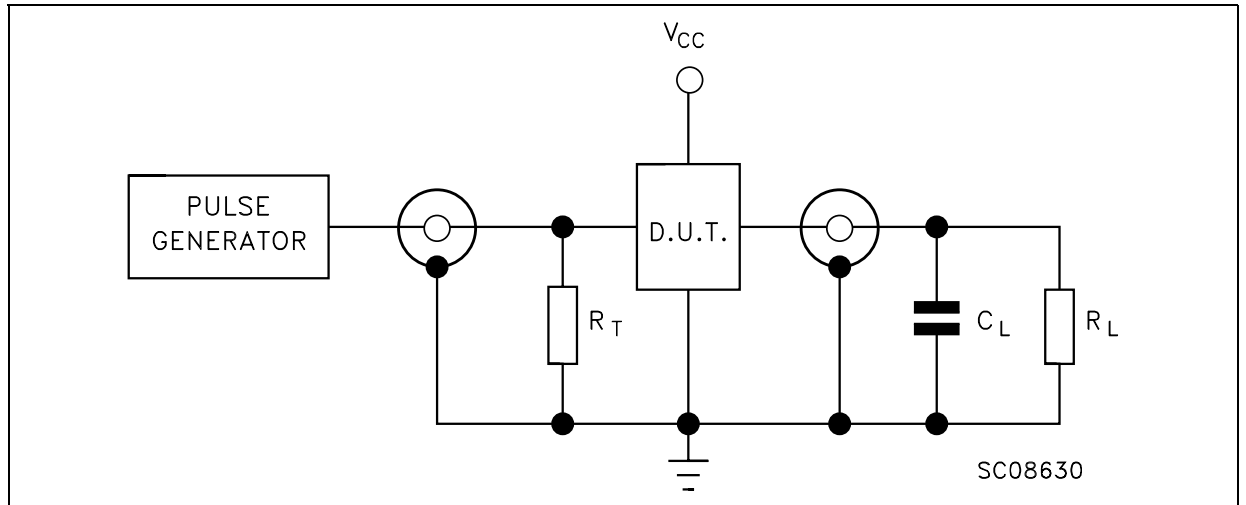 VCC
PULSE
GENERATOR
D.U.T.
RT
CL
RL
SC08630